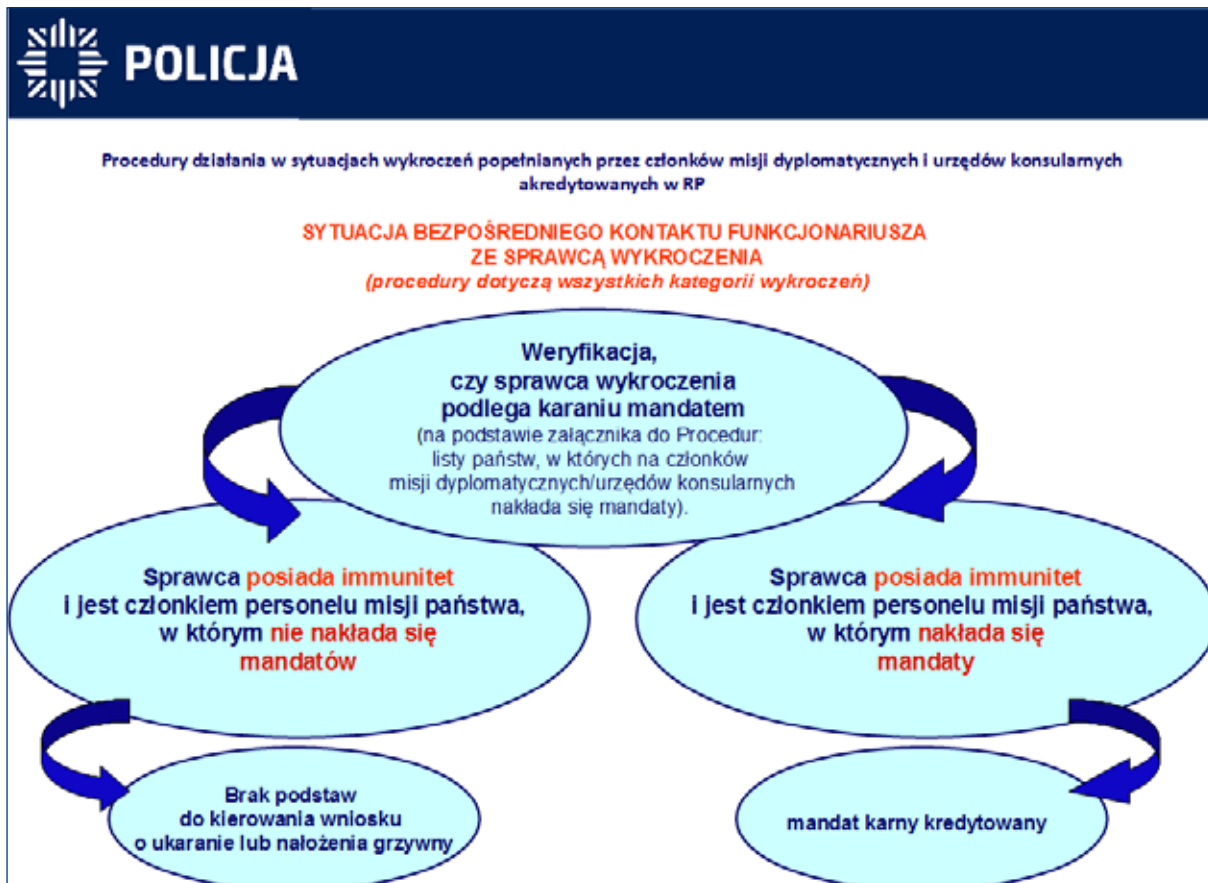 POLICJA
Procedury działania w sytuacjach wykroczeń popełnianych przez członków misji dyplomatycznych i urzędów konsularnych
akredytowanych w RP
SYTUACJA BEZPOŚREDNIEGO KONTAKTU FUNKCJONARIUSZA
ZE SPRAWCĄ WYKROCZENIA
(procedury dotyczą wszystkich kategorii wykroczeń)
Weryfikacja,
czy sprawca wykroczenia
podlega karaniu mandatem
(na podstawie załącznika do Procedur:
listy państw, w których na członków
misji dyplomatycznych/urzędów konsularnych
nakłada się mandaty).
Sprawca posiada immunitet
i jest członkiem personelu misji państwa,
w którym nie nakłada się
mandatów
Sprawca posiada immunitet
i jest członkiem personelu misji państwa,
w którym nakłada się
mandaty
Brak podstaw
do kierowania wniosku
o ukaranie lub nałożenia grzywny
mandat karny kredytowany